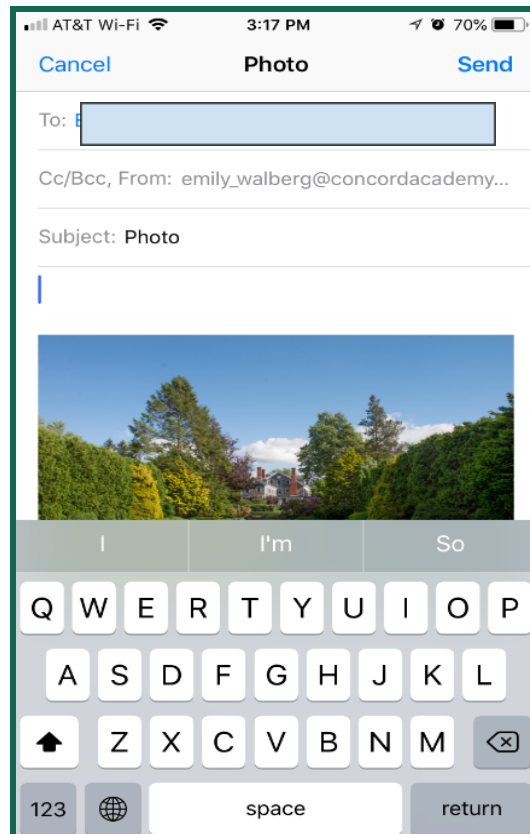 AT&T Wi-Fi 3:17 PM 70%
Cancel Photo Send
To:
Cc/Bcc, From: emily_walberg@concordacademy...
Subject: Photo
I I'm So
Q W E R T Y U I O P
A S D F G H J K L
Z X C V B N M
123 space return